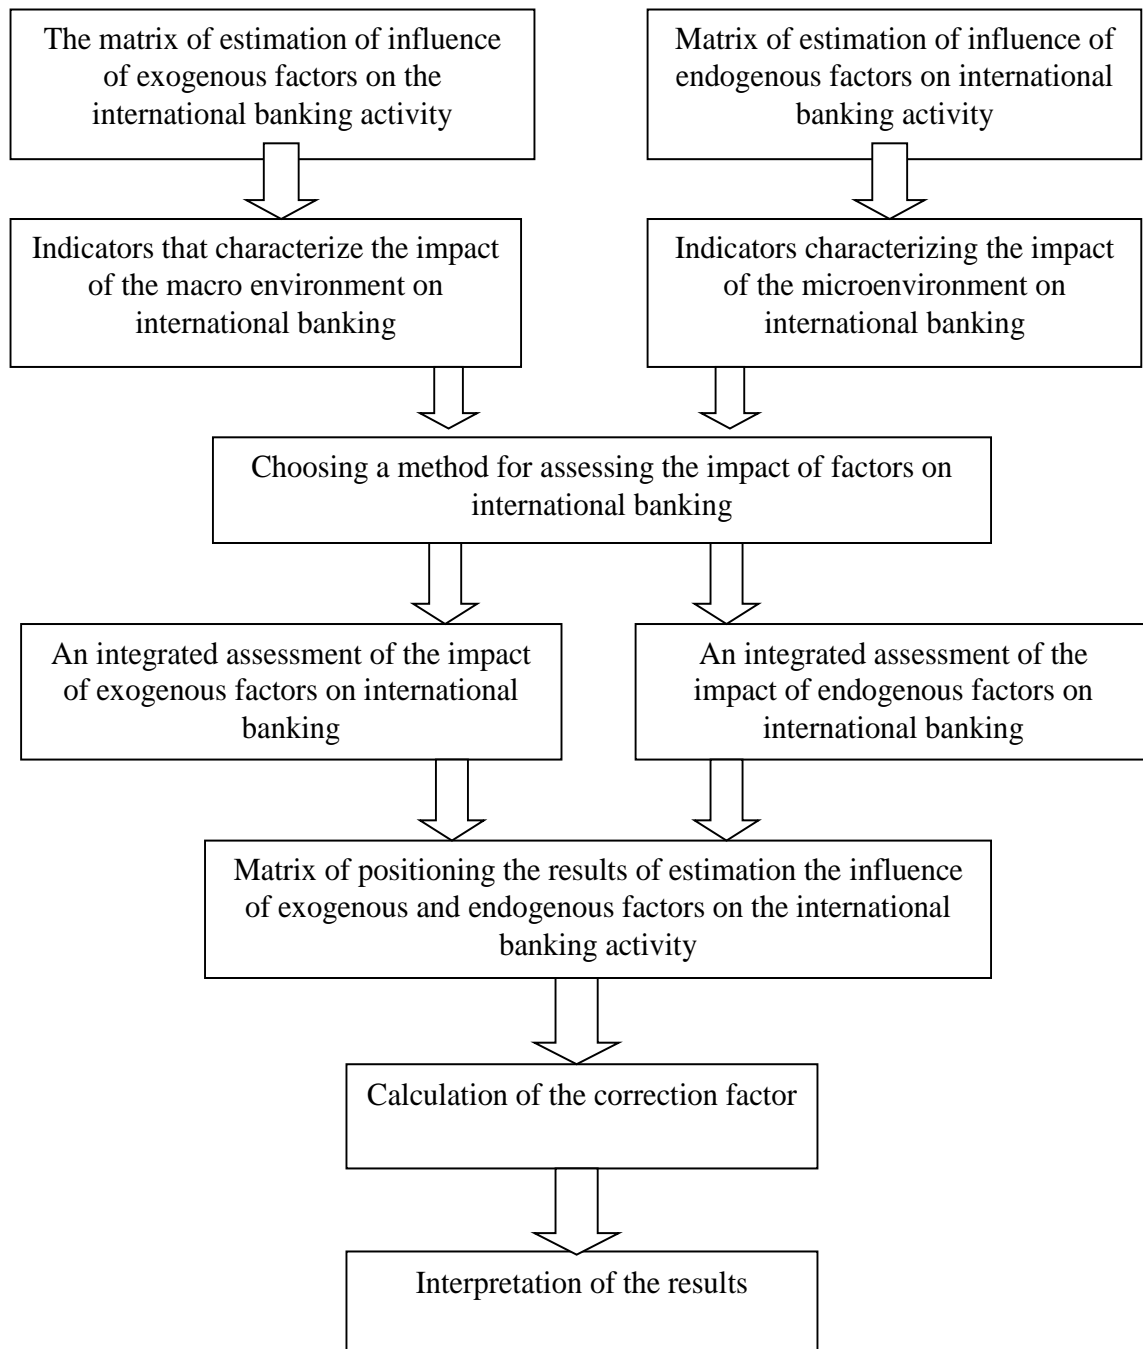 The matrix of estimation of influence
of exogenous factors on the
international banking activity
Matrix of estimation of influence of
endogenous factors on international
banking activity
Indicators that characterize the impact
of the macro environment on
international banking
Indicators characterizing the impact
of the microenvironment on
international banking
Choosing a method for assessing the impact of factors on
international banking
An integrated assessment of the impact
of exogenous factors on international
banking
An integrated assessment of the
impact of endogenous factors on
international banking
Matrix of positioning the results of estimation the influence
of exogenous and endogenous factors on the international
banking activity
Calculation of the correction factor
Interpretation of the results